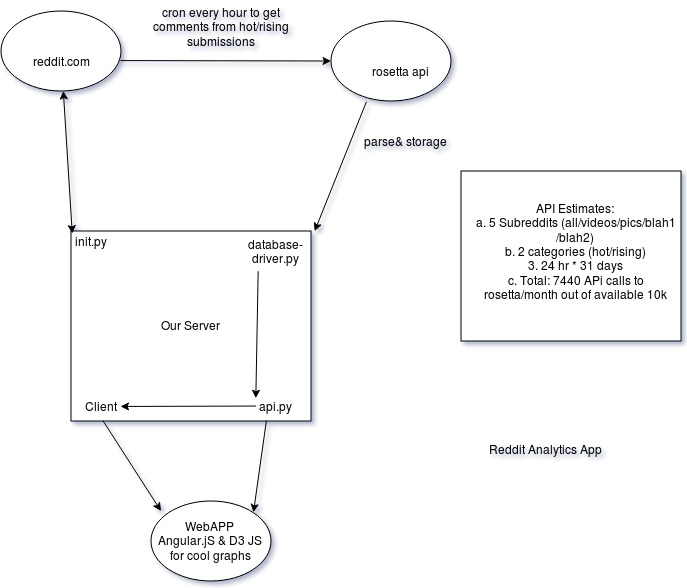 cron every hour to get
comments from hot/rising
submissions
reddit.com
rosetta api
parse& storage
API Estimates:
a. 5 Subreddits (all/videos/pics/blah1
/blah2)
b. 2 categories (hot/rising)
3. 24 hr * 31 days
c. Total: 7440 APi calls to
rosetta/month out of available 10k
init.py
database-
driver.py
Our Server
Client
api.py
Reddit Analytics App
WebAPP
Angular.jS & D3 JS
for cool graphs